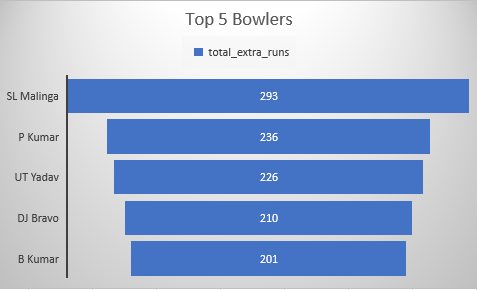 Top 5 Bowlers
total_extra_runs
SL Malinga 293
P Kumar 236
UT Yadav 226
DJ Bravo 210
B Kumar 201